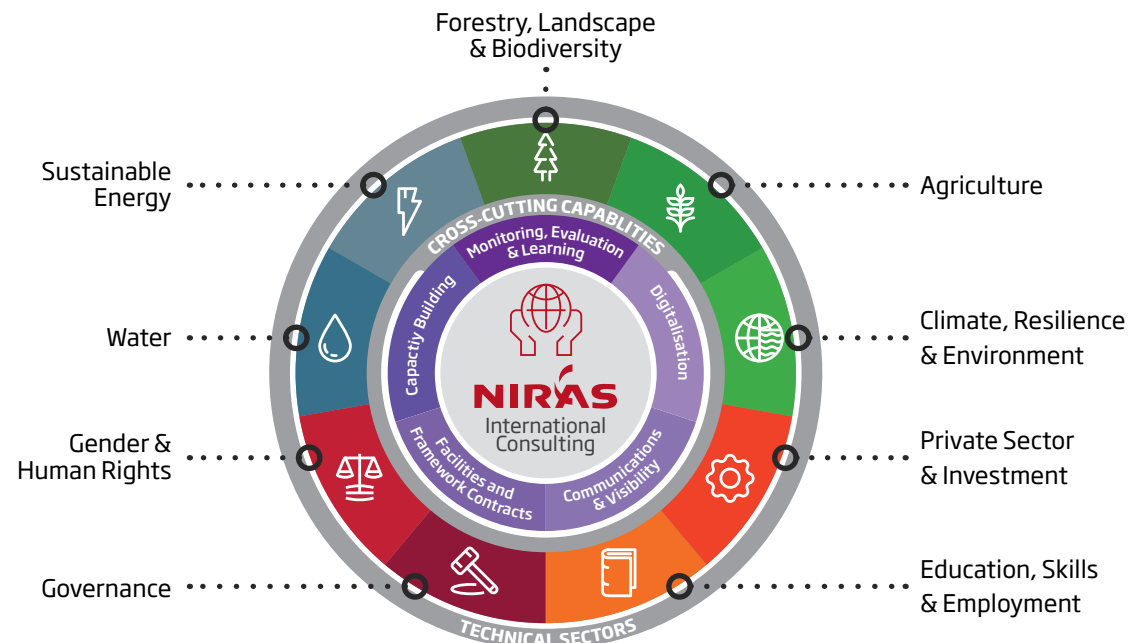 Forestry, Landscape
& Biodiversity
Sustainable
Energy
Agriculture
Water
Climate, Resilience
& Environment
Gender &
Human Rights
Private Sector
& Investment
Governance
Education, Skills
& Employment
CROSS-CUTTING CAPABLITIES
Monitoring, Evaluation
& Learning
Capactiy Building
Digitalisation
Facilities and
Framework Contracts
Communications
& Visibility
NIRAS
International
Consulting
TECHNICAL SECTORS